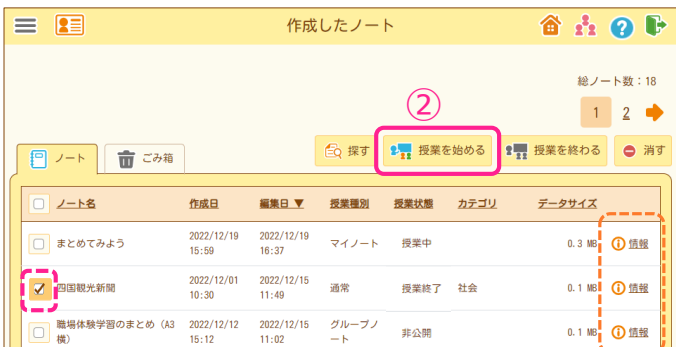 作成したノート
総ノート数：18
②
1 2
ノート ごみ箱 探す 授業を始める 授業を終わる 消す
ノート名 作成日 編集日▼ 授業種別 授業状態 カテゴリ データサイズ
まとめてみよう 2022/12/19 15:59 2022/12/19 16:37 マイノート 授業中 0.3 MB 情報
四国観光新聞 2022/12/01 10:30 2022/12/15 11:49 通常 授業終了 社会 0.1 MB 情報
職場体験学習のまとめ（A3横） 2022/12/12 15:12 2022/12/15 11:02 グループノート 非公開 0.1 MB 情報